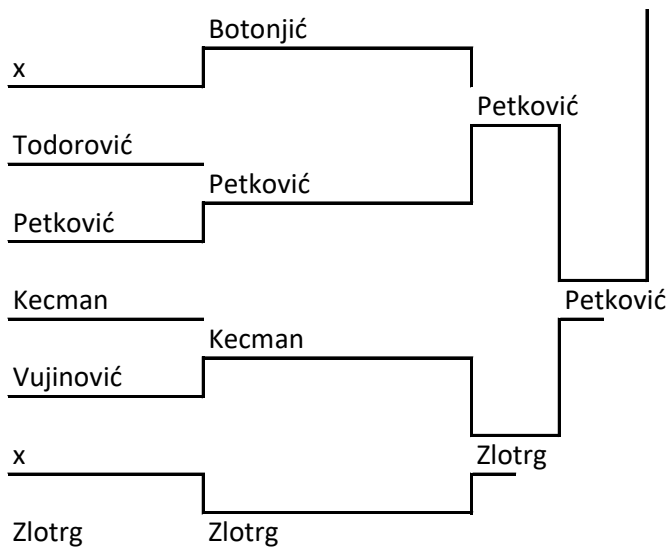 Botonjić
x
Petković
Todorović
Petković
Petković
Kecman
Petković
Kecman
Vujinović
x
Zlotrg
Zlotrg
Zlotrg